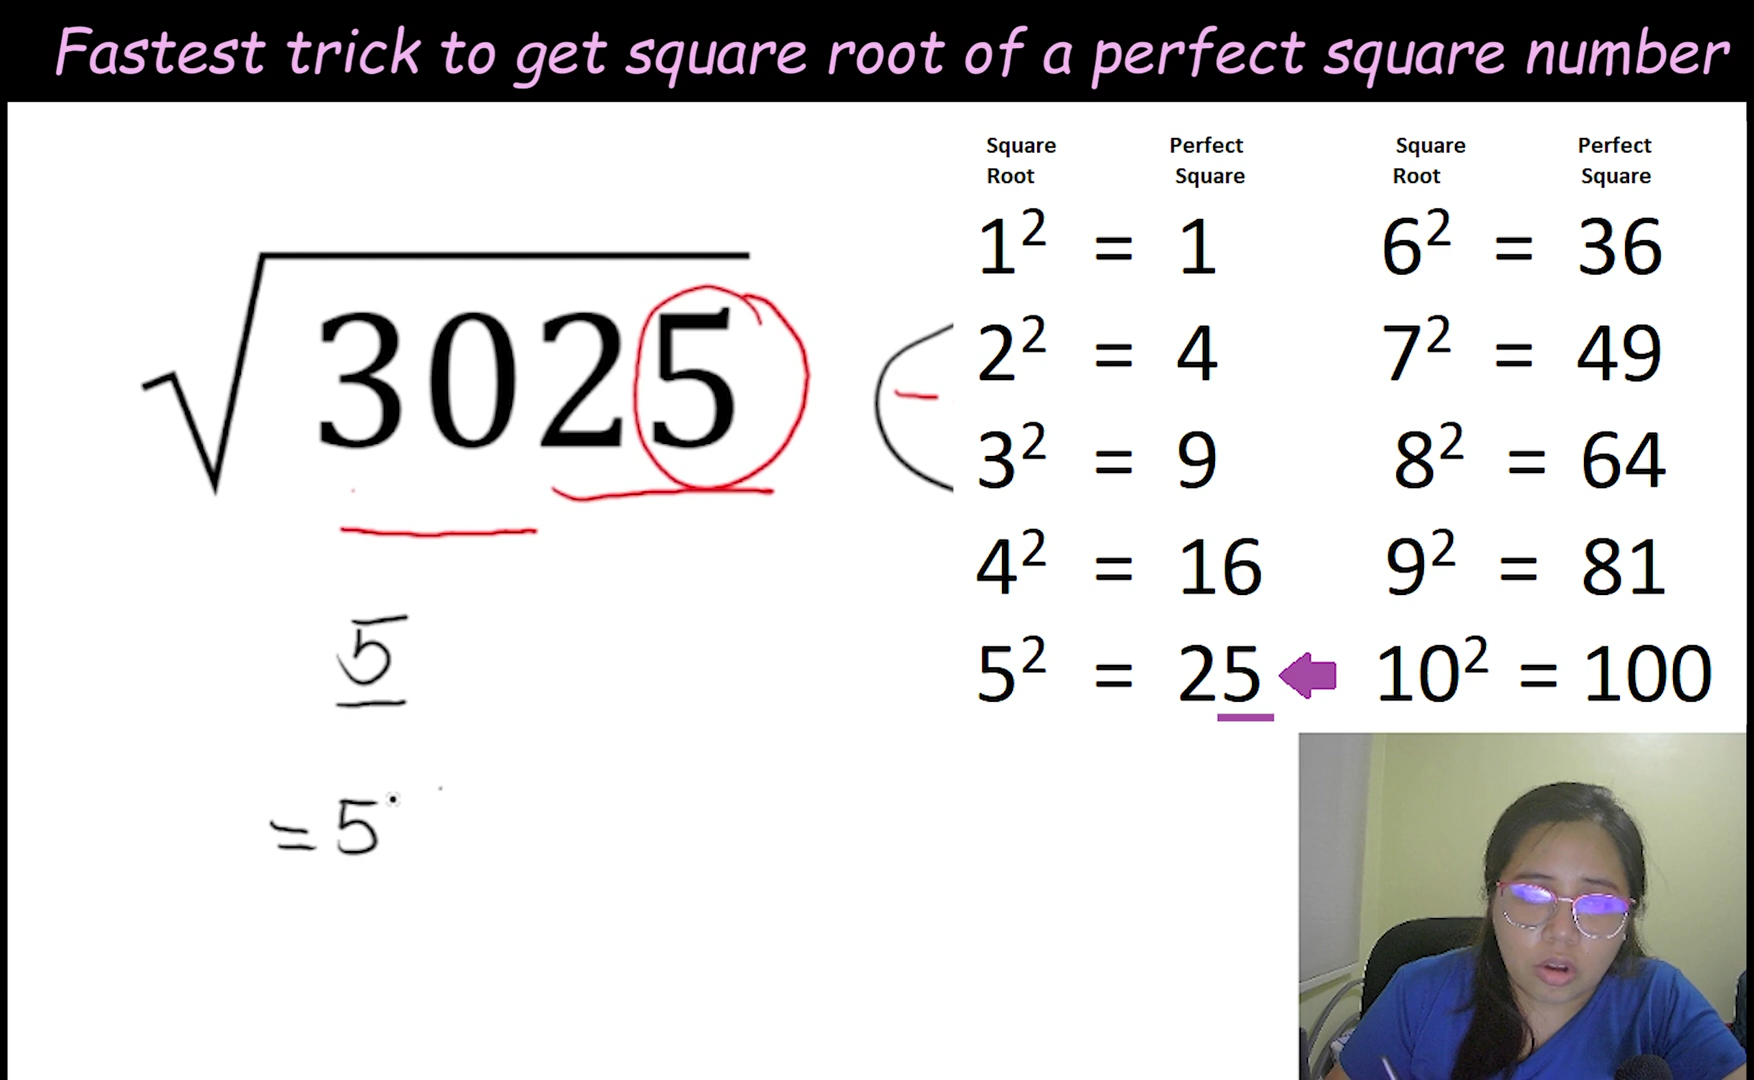 Fastest trick to get square root of a perfect square number
√3025
5
= 5
Square Root Perfect Square
1² = 1
2² = 4
3² = 9
4² = 16
5² = 25
Square Root Perfect Square
6² = 36
7² = 49
8² = 64
9² = 81
10² = 100